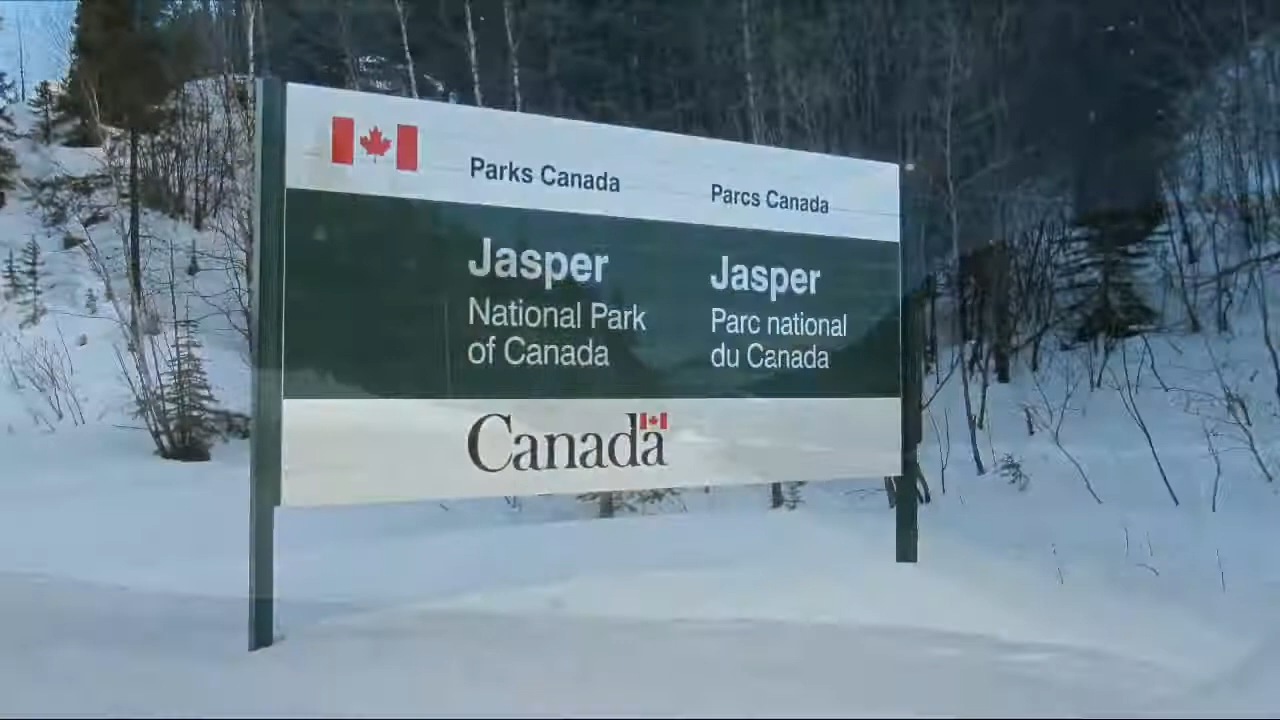 Parks Canada
Parcs Canada
Jasper
National Park
of Canada
Jasper
Parc national
du Canada
Canada